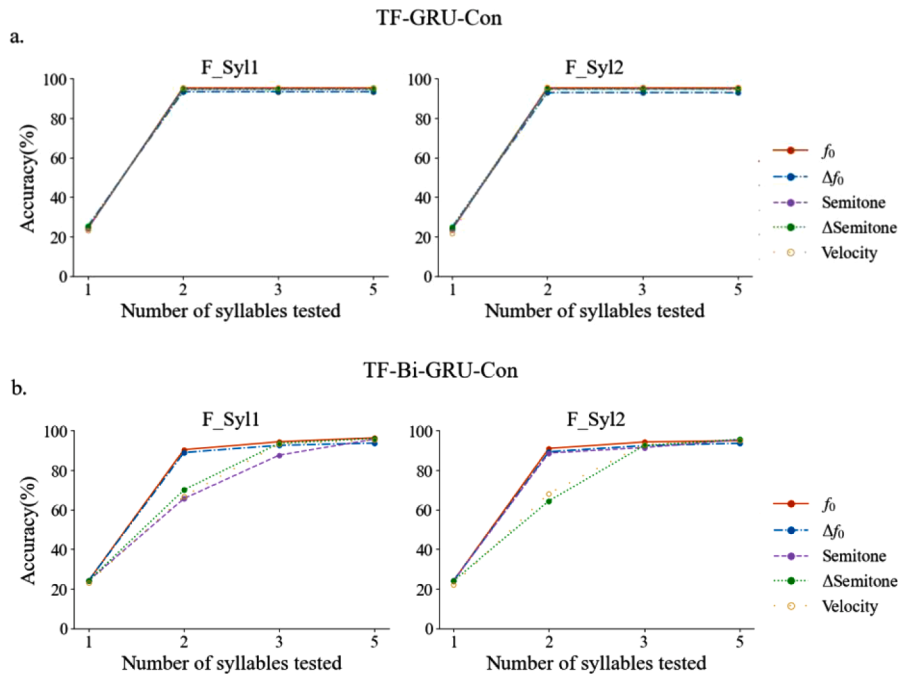 TF-GRU-Con
a.
F_Syl1
F_Syl2
100
80
60
40
20
0
Accuracy(%)
1 2 3 5
Number of syllables tested
100
80
60
40
20
0
1 2 3 5
Number of syllables tested
f₀
Δf₀
Semitone
ΔSemitone
Velocity
TF-Bi-GRU-Con
b.
F_Syl1
F_Syl2
100
80
60
40
20
0
Accuracy(%)
1 2 3 5
Number of syllables tested
100
80
60
40
20
0
1 2 3 5
Number of syllables tested
f₀
Δf₀
Semitone
ΔSemitone
Velocity